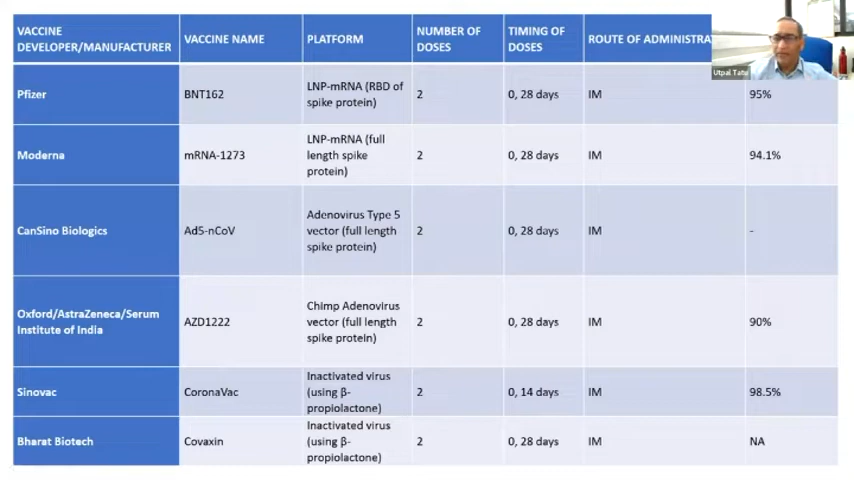 VACCINE
DEVELOPER/MANUFACTURER
VACCINE NAME
PLATFORM
NUMBER OF
DOSES
TIMING OF
DOSES
ROUTE OF ADMINISTRAT
Utpal Tatu
Pfizer
BNT162
LNP-mRNA (RBD of
spike protein)
2
0, 28 days
IM
95%
Moderna
mRNA-1273
LNP-mRNA (full
length spike
protein)
2
0, 28 days
IM
94.1%
CanSino Biologics
Ad5-nCoV
Adenovirus Type 5
vector (full length
spike protein)
2
0, 28 days
IM
-
Oxford/AstraZeneca/Serum
Institute of India
AZD1222
Chimp Adenovirus
vector (full length
spike protein)
2
0, 28 days
IM
90%
Sinovac
CoronaVac
Inactivated virus
(using β-
propiolactone)
2
0, 14 days
IM
98.5%
Bharat Biotech
Covaxin
Inactivated virus
(using β-
propiolactone)
2
0, 28 days
IM
NA